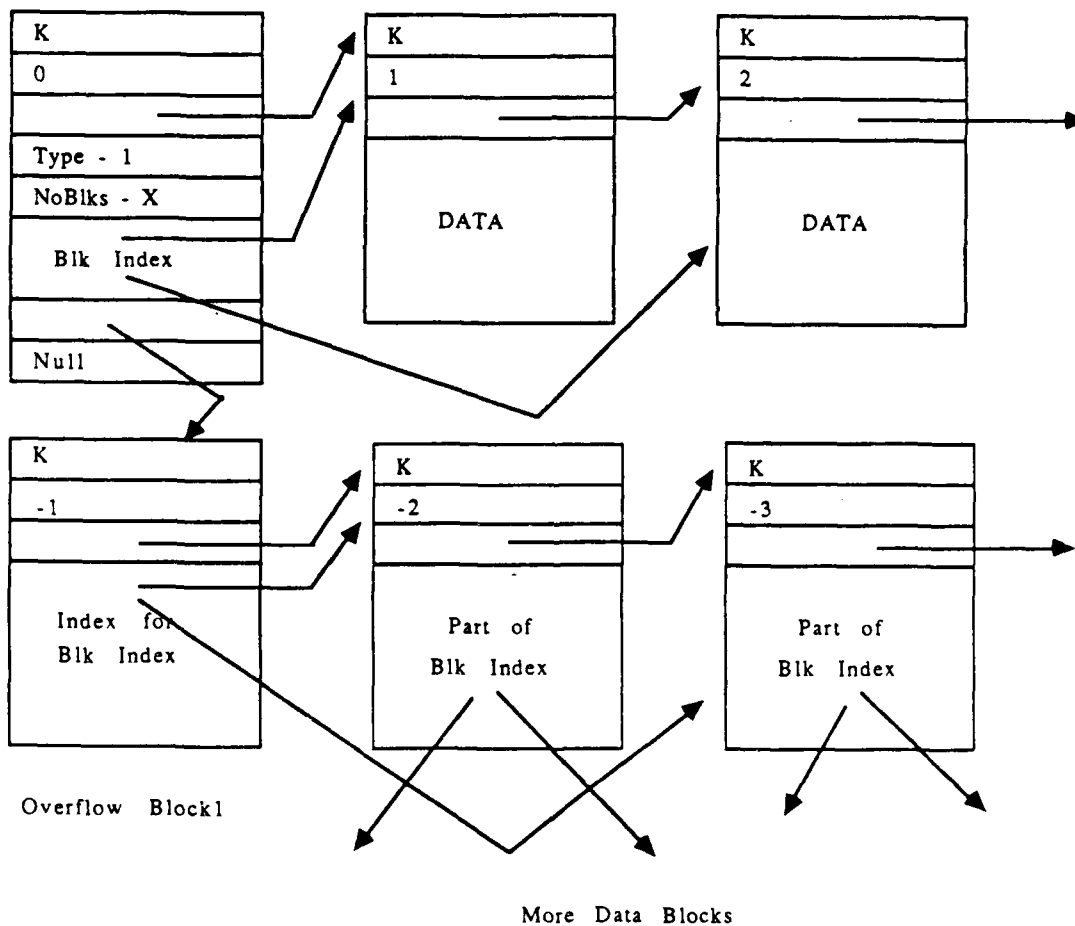 K
0
Type - 1
NoBlks - X
Blk Index
Null
K
1
DATA
K
2
DATA
K
-1
Index for
Blk Index
K
-2
Part of
Blk Index
K
-3
Part of
Blk Index
Overflow Block1
More Data Blocks